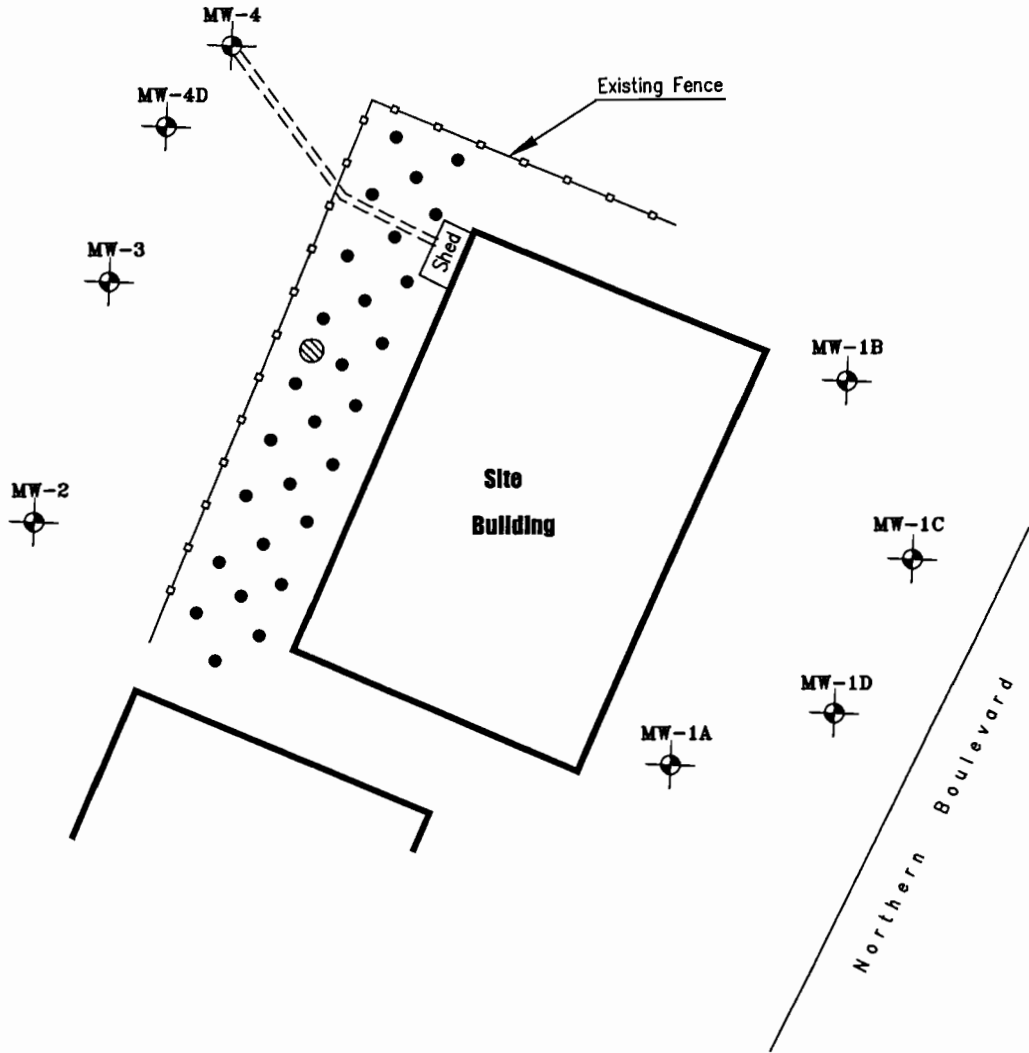 MW-4
MW-4D
Existing Fence
MW-3
Shed
MW-1B
MW-2
Site
Building
MW-1C
MW-1D
MW-1A
Northern Boulevard